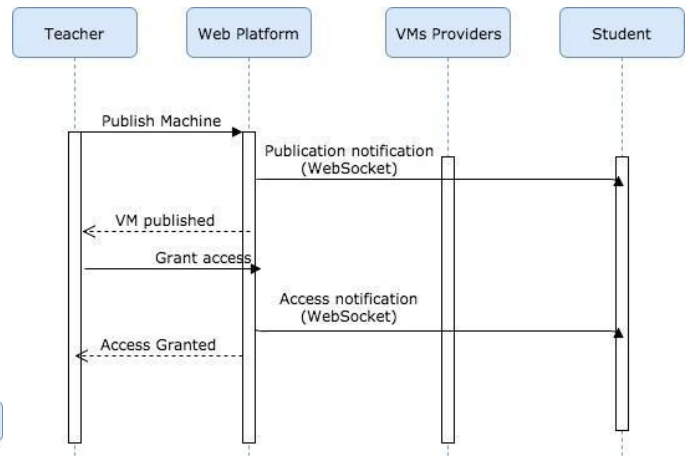 Teacher
Web Platform
VMs Providers
Student
Publish Machine
Publication notification
(WebSocket)
VM published
Grant access
Access notification
(WebSocket)
Access Granted